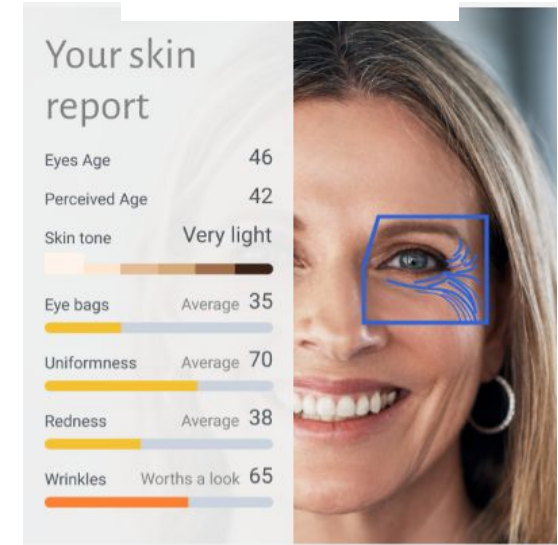 Your skin
report
Eyes Age 46
Perceived Age 42
Skin tone Very light
Eye bags Average 35
Uniformness Average 70
Redness Average 38
Wrinkles Worths a look 65